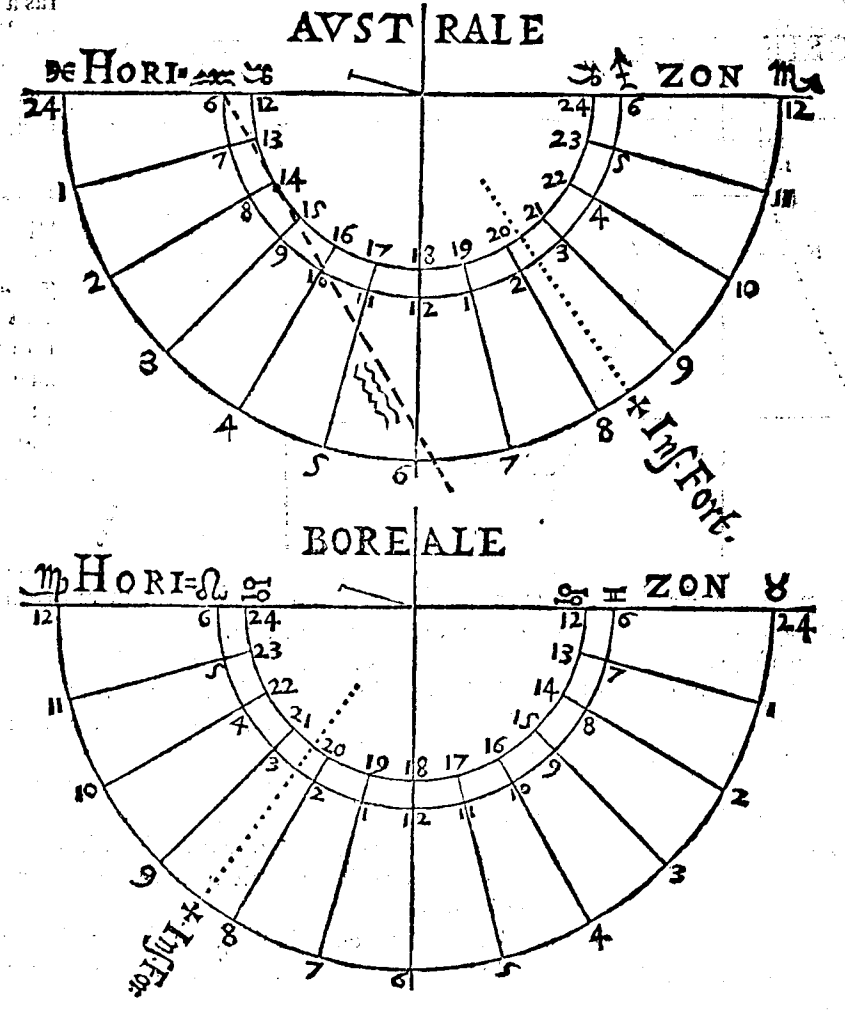 AVSTRALE
HORI= ♒ ♑ ♑ ♐ ZON ♏
24 6 12 24 6 12
13 23
7 5
1 14 22 11
8 15 21 4
16 17 18 19 20
2 9 3 10
10 11 12 1 2
3 9
4 8
5 6 7
+ Inſ. Fort.
BOREALE
♍ HORI= ♌ ♋ ♋ ♊ ZON ♉
12 6 24 12 6 24
23 13
5 7
11 22 14 1
4 21 15 8
20 19 18 17 16
3 9
10 2 1 12 11 10 2
9 3
8 4
7 6 5
+ Inſ. For.